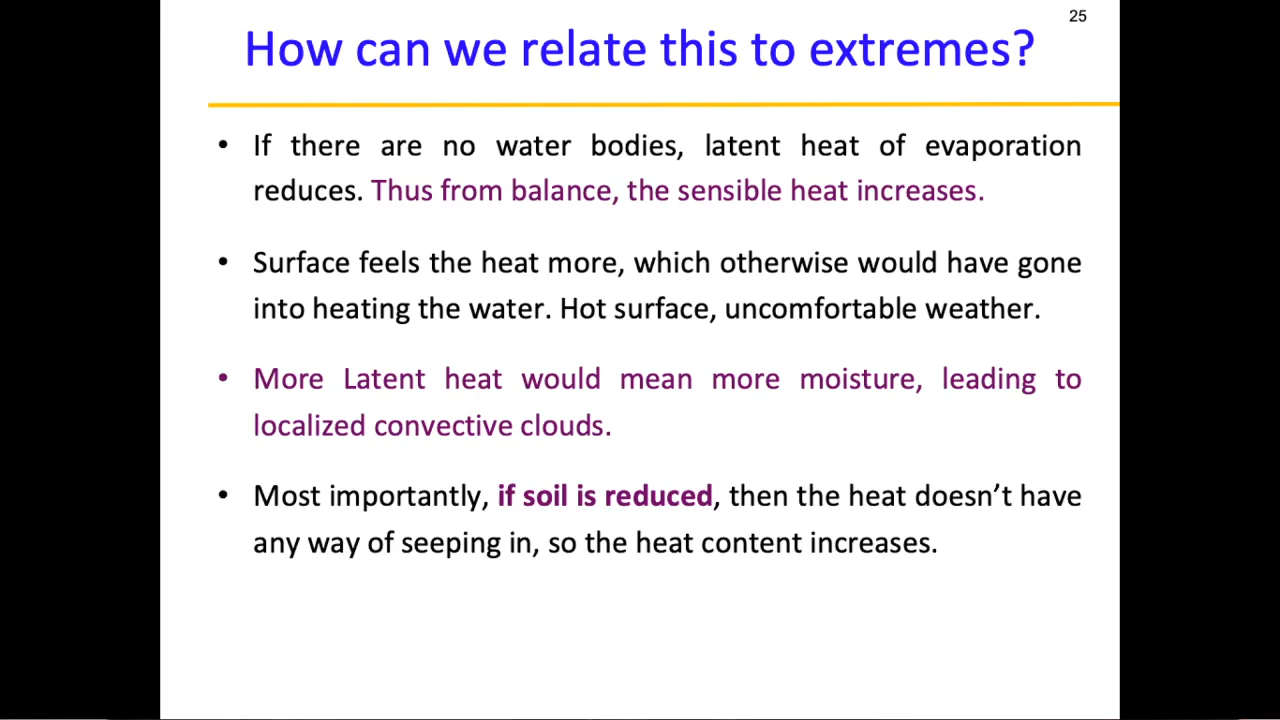 25
How can we relate this to extremes?
• If there are no water bodies, latent heat of evaporation
reduces. Thus from balance, the sensible heat increases.
• Surface feels the heat more, which otherwise would have gone
into heating the water. Hot surface, uncomfortable weather.
• More Latent heat would mean more moisture, leading to
localized convective clouds.
• Most importantly, if soil is reduced, then the heat doesn’t have
any way of seeping in, so the heat content increases.